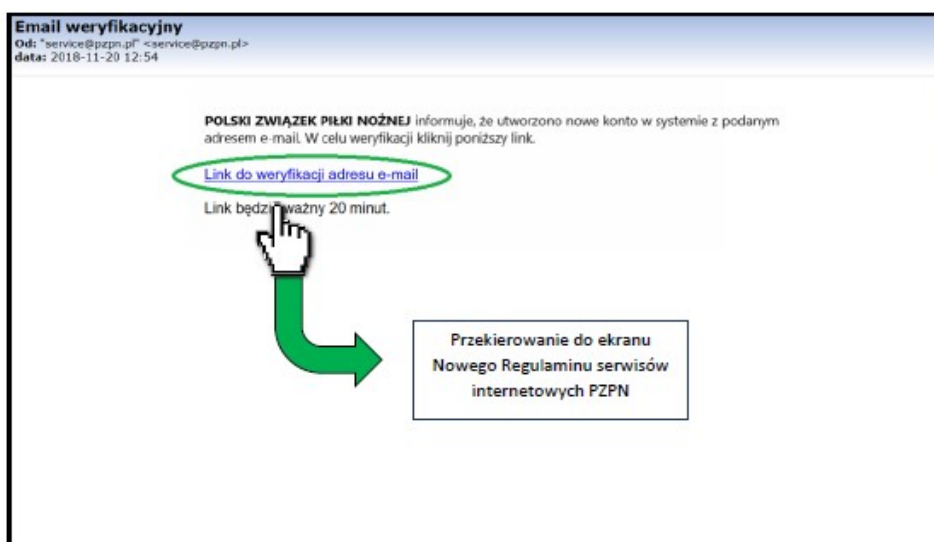 Email weryfikacyjny
Od: "service@pzpn.pl" <service@pzpn.pl>
data: 2018-11-20 12:54
POLSKI ZWIĄZEK PIŁKI NOŻNEJ informuje, że utworzono nowe konto w systemie z podanym
adresem e-mail. W celu weryfikacji kliknij poniższy link.
Link do weryfikacji adresu e-mail
Link będzie ważny 20 minut.
Przekierowanie do ekranu
Nowego Regulaminu serwisów
internetowych PZPN